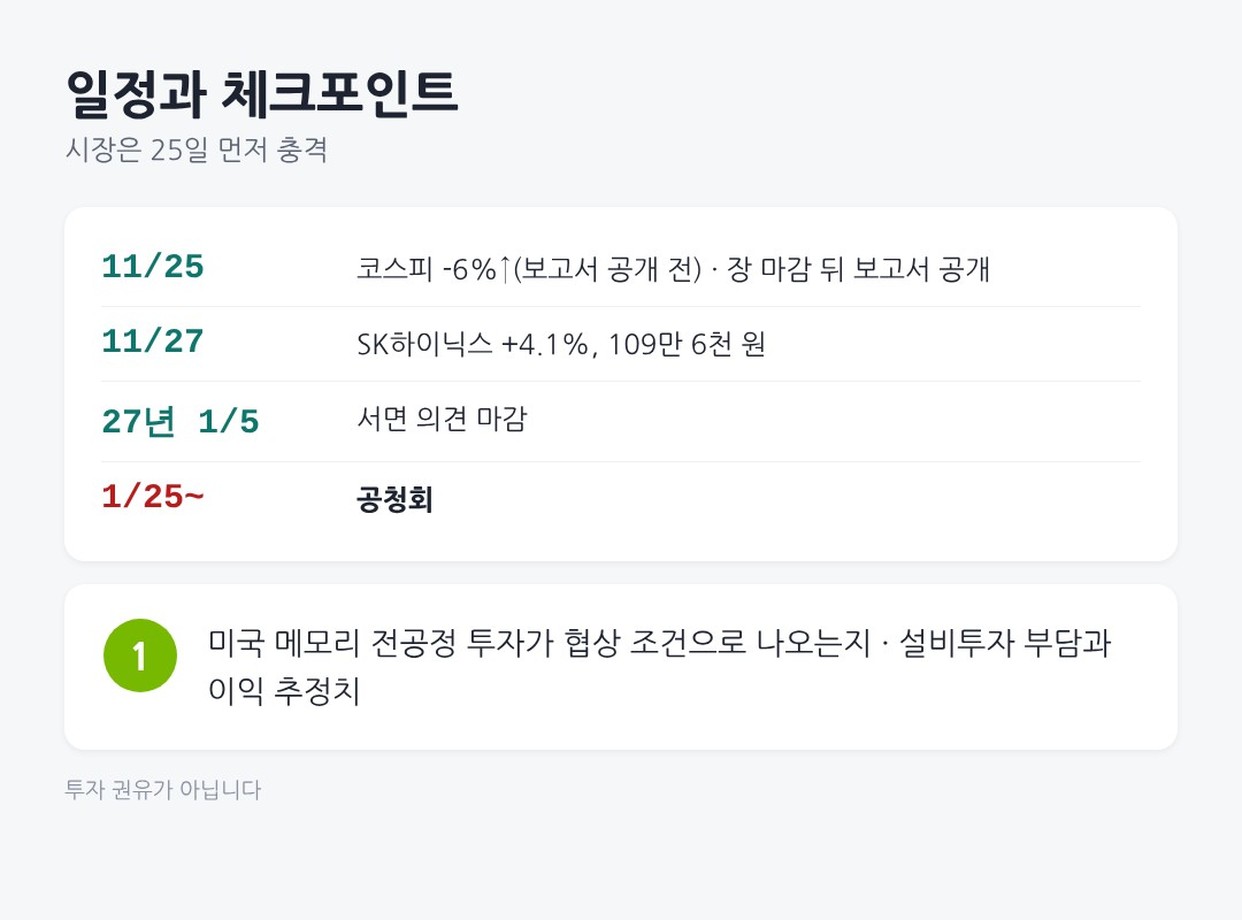 일정과 체크포인트
시장은 25일 먼저 충격
11/25 코스피 -6%↑(보고서 공개 전) · 장 마감 뒤 보고서 공개
11/27 SK하이닉스 +4.1%, 109만 6천 원
27년 1/5 서면 의견 마감
1/25~ 공청회
1 미국 메모리 전공정 투자가 협상 조건으로 나오는지 · 설비투자 부담과
이익 추정치
투자 권유가 아닙니다